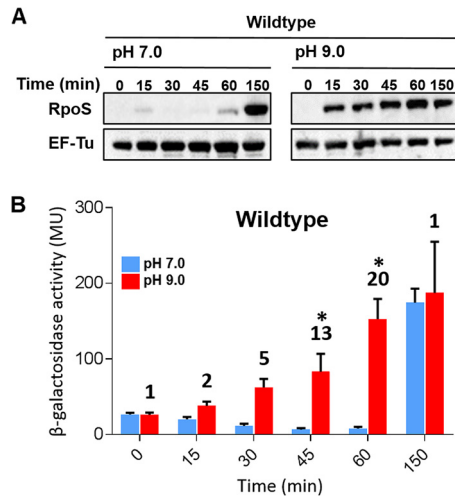 A
Wildtype
pH 7.0 pH 9.0
Time (min) 0 15 30 45 60 150 0 15 30 45 60 150
RpoS
EF-Tu
B
Wildtype
β-galactosidase activity (MU)
300
200
100
0
pH 7.0
pH 9.0
1 2 5 * 13 * 20 1
0 15 30 45 60 150
Time (min)